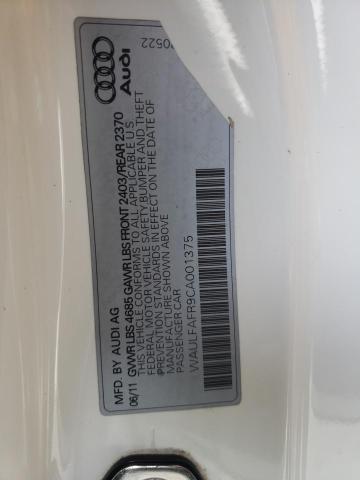 Audi
00522
MFD. BY AUDI AG
06/11 GVWR LBS 4685 GAWR LBS FRONT 2403/REAR 2370
THIS VEHICLE CONFORMS TO ALL APPLICABLE U.S
FEDERAL MOTOR VEHICLE SAFETY BUMPER AND THEFT
PREVENTION STANDARDS IN EFFECT ON THE DATE OF
MANUFACTURE SHOWN ABOVE
PASSENGER CAR
WAULFAFR9CA001375